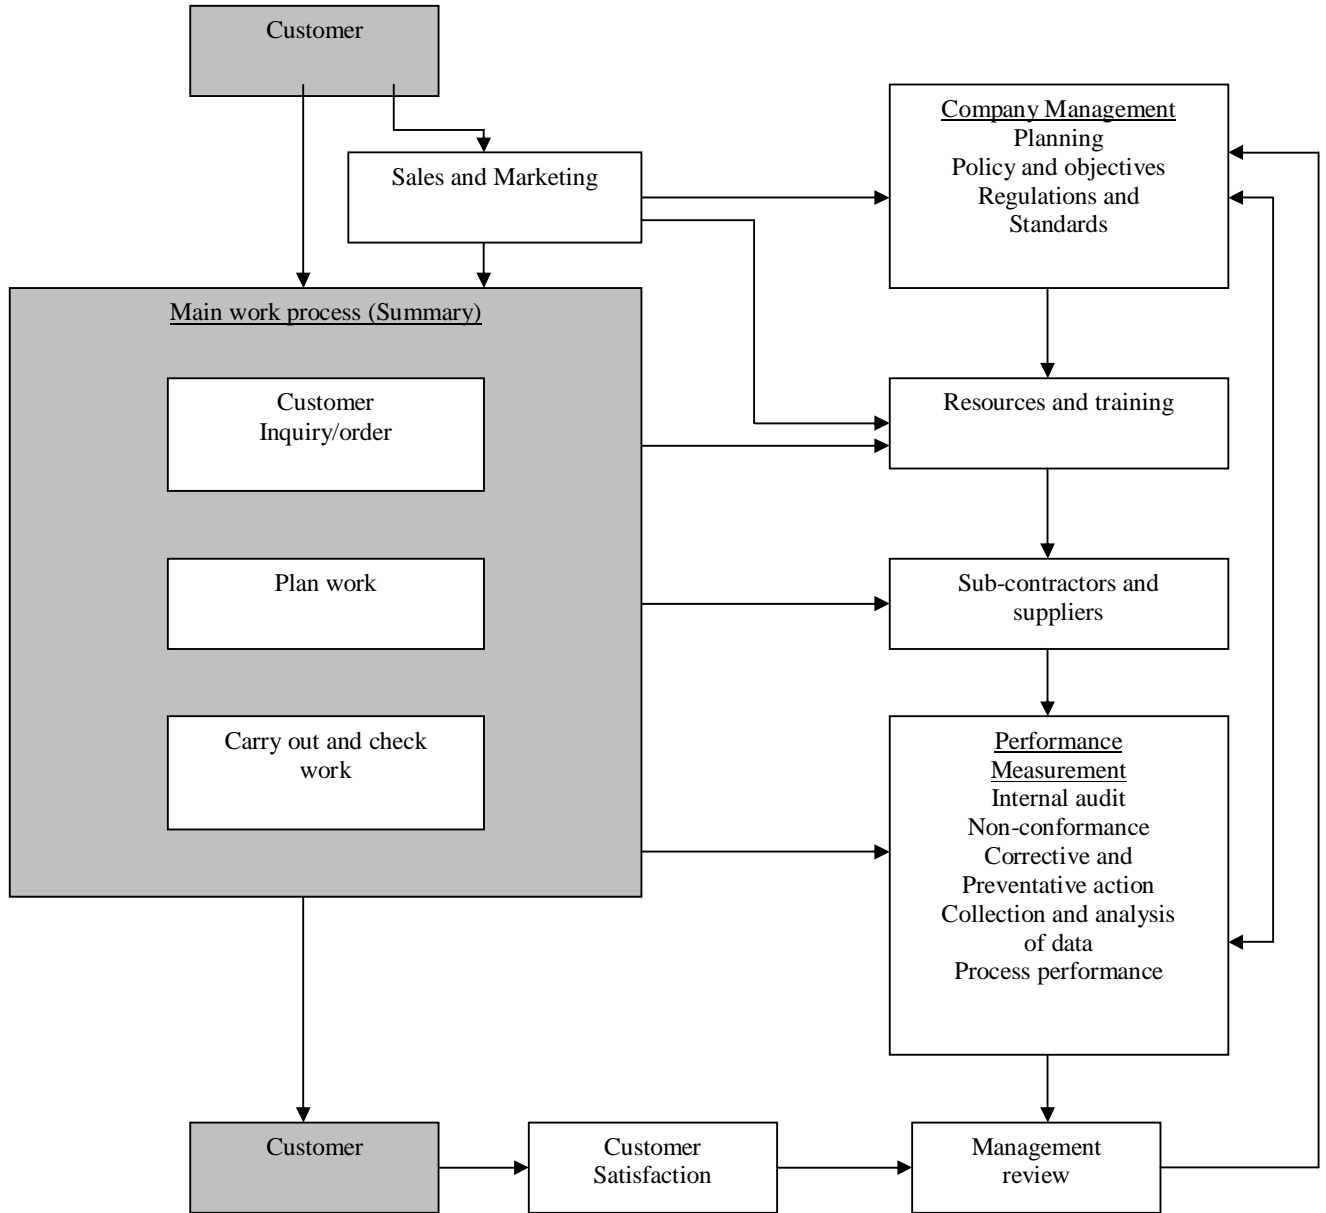 Customer
Sales and Marketing
Company Management
Planning
Policy and objectives
Regulations and
Standards
Main work process (Summary)
Customer
Inquiry/order
Resources and training
Plan work
Sub-contractors and
suppliers
Carry out and check
work
Performance
Measurement
Internal audit
Non-conformance
Corrective and
Preventative action
Collection and analysis
of data
Process performance
Customer
Customer
Satisfaction
Management
review